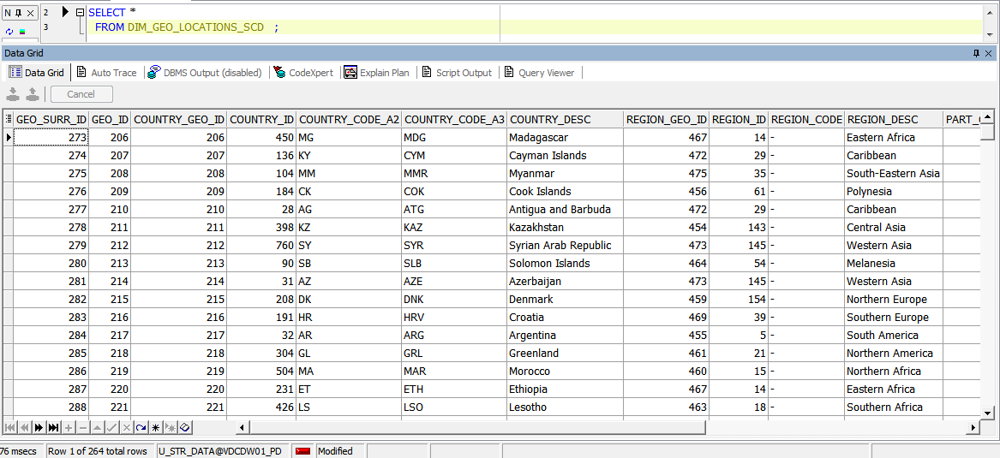 N
2 SELECT *
3 FROM DIM_GEO_LOCATIONS_SCD ;
Data Grid
Data Grid Auto Trace DBMS Output (disabled) CodeXpert Explain Plan Script Output Query Viewer
Cancel
GEO_SURR_ID GEO_ID COUNTRY_GEO_ID COUNTRY_ID COUNTRY_CODE_A2 COUNTRY_CODE_A3 COUNTRY_DESC REGION_GEO_ID REGION_ID REGION_CODE REGION_DESC
273 206 206 450 MG MDG Madagascar 467 14 - Eastern Africa
274 207 207 136 KY CYM Cayman Islands 472 29 - Caribbean
275 208 208 104 MM MMR Myanmar 475 35 - South-Eastern Asia
276 209 209 184 CK COK Cook Islands 456 61 - Polynesia
277 210 210 28 AG ATG Antigua and Barbuda 472 29 - Caribbean
278 211 211 398 KZ KAZ Kazakhstan 454 143 - Central Asia
279 212 212 760 SY SYR Syrian Arab Republic 473 145 - Western Asia
280 213 213 90 SB SLB Solomon Islands 464 54 - Melanesia
281 214 214 31 AZ AZE Azerbaijan 473 145 - Western Asia
282 215 215 208 DK DNK Denmark 459 154 - Northern Europe
283 216 216 191 HR HRV Croatia 469 39 - Southern Europe
284 217 217 32 AR ARG Argentina 455 5 - South America
285 218 218 304 GL GRL Greenland 461 21 - Northern America
286 219 219 504 MA MAR Morocco 460 15 - Northern Africa
287 220 220 231 ET ETH Ethiopia 467 14 - Eastern Africa
288 221 221 426 LS LSO Lesotho 463 18 - Southern Africa
76 msecs Row 1 of 264 total rows U_STR_DATA@VDCDW01_PD Modified